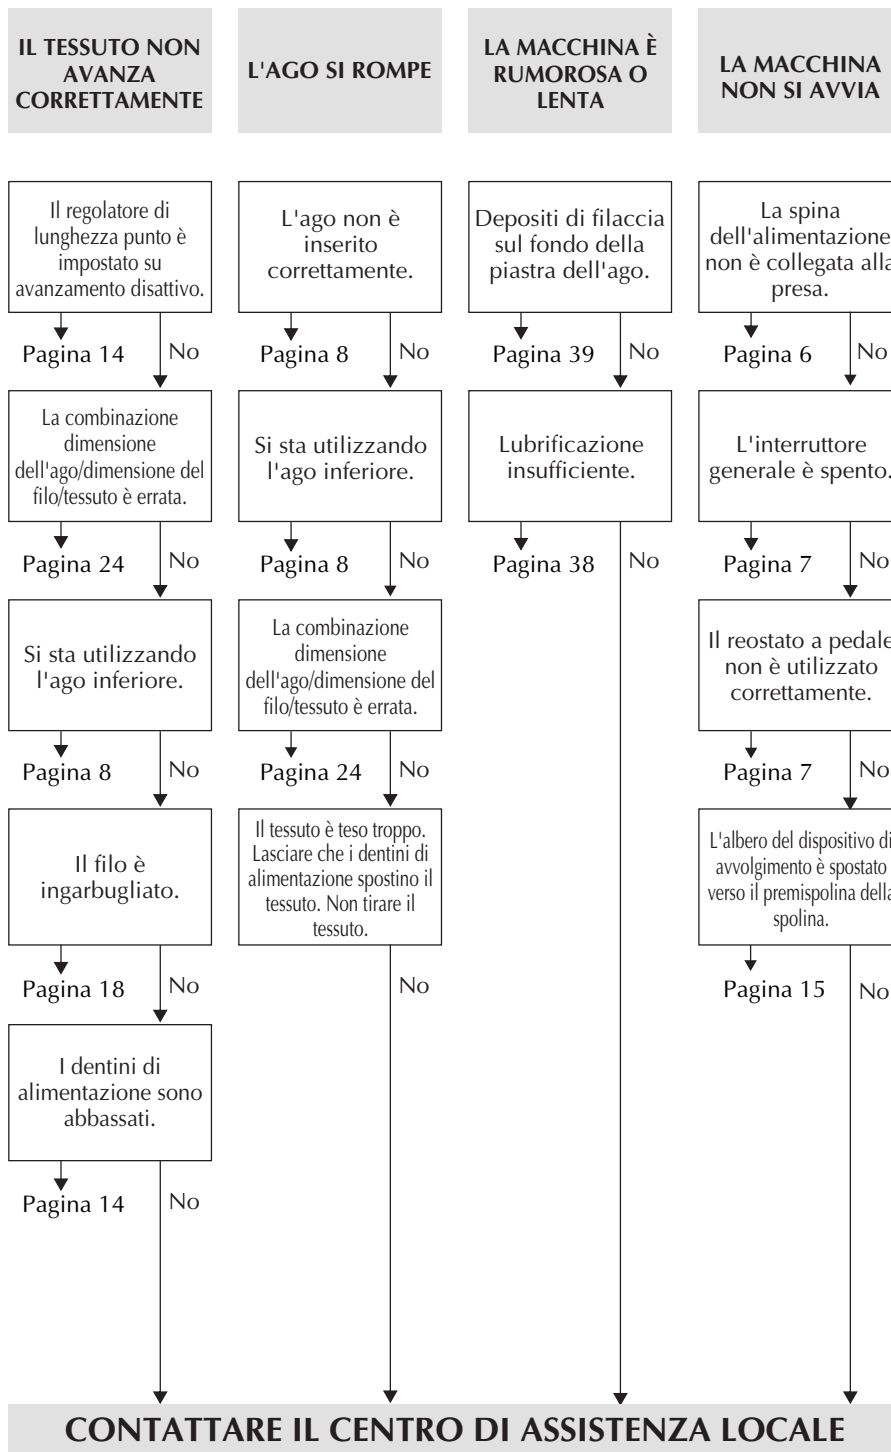 IL TESSUTO NON
AVANZA
CORRETTAMENTE
Il regolatore di
lunghezza punto è
impostato su
avanzamento disattivo.
Pagina 14
No
La combinazione
dimensione
dell'ago/dimensione del
filo/tessuto è errata.
Pagina 24
No
Si sta utilizzando
l'ago inferiore.
Pagina 8
No
Il filo è
ingarbugliato.
Pagina 18
No
I dentini di
alimentazione sono
abbassati.
Pagina 14
No
L'AGO SI ROMPE
L'ago non è
inserito
correttamente.
Pagina 8
No
Si sta utilizzando
l'ago inferiore.
Pagina 8
No
La combinazione
dimensione
dell'ago/dimensione del
filo/tessuto è errata.
Pagina 24
No
Il tessuto è teso troppo.
Lasciare che i dentini di
alimentazione spostino il
tessuto. Non tirare il
tessuto.
No
LA MACCHINA È
RUMOROSA O
LENTA
Depositi di filaccia
sul fondo della
piastra dell'ago.
Pagina 39
No
Lubrificazione
insufficiente.
Pagina 38
No
LA MACCHINA
NON SI AVVIA
La spina
dell'alimentazione
non è collegata alla
presa.
Pagina 6
No
L'interruttore
generale è spento.
Pagina 7
No
Il reostato a pedale
non è utilizzato
correttamente.
Pagina 7
No
L'albero del dispositivo di
avvolgimento è spostato
verso il premispolina della
spolina.
Pagina 15
No
CONTATTARE IL CENTRO DI ASSISTENZA LOCALE